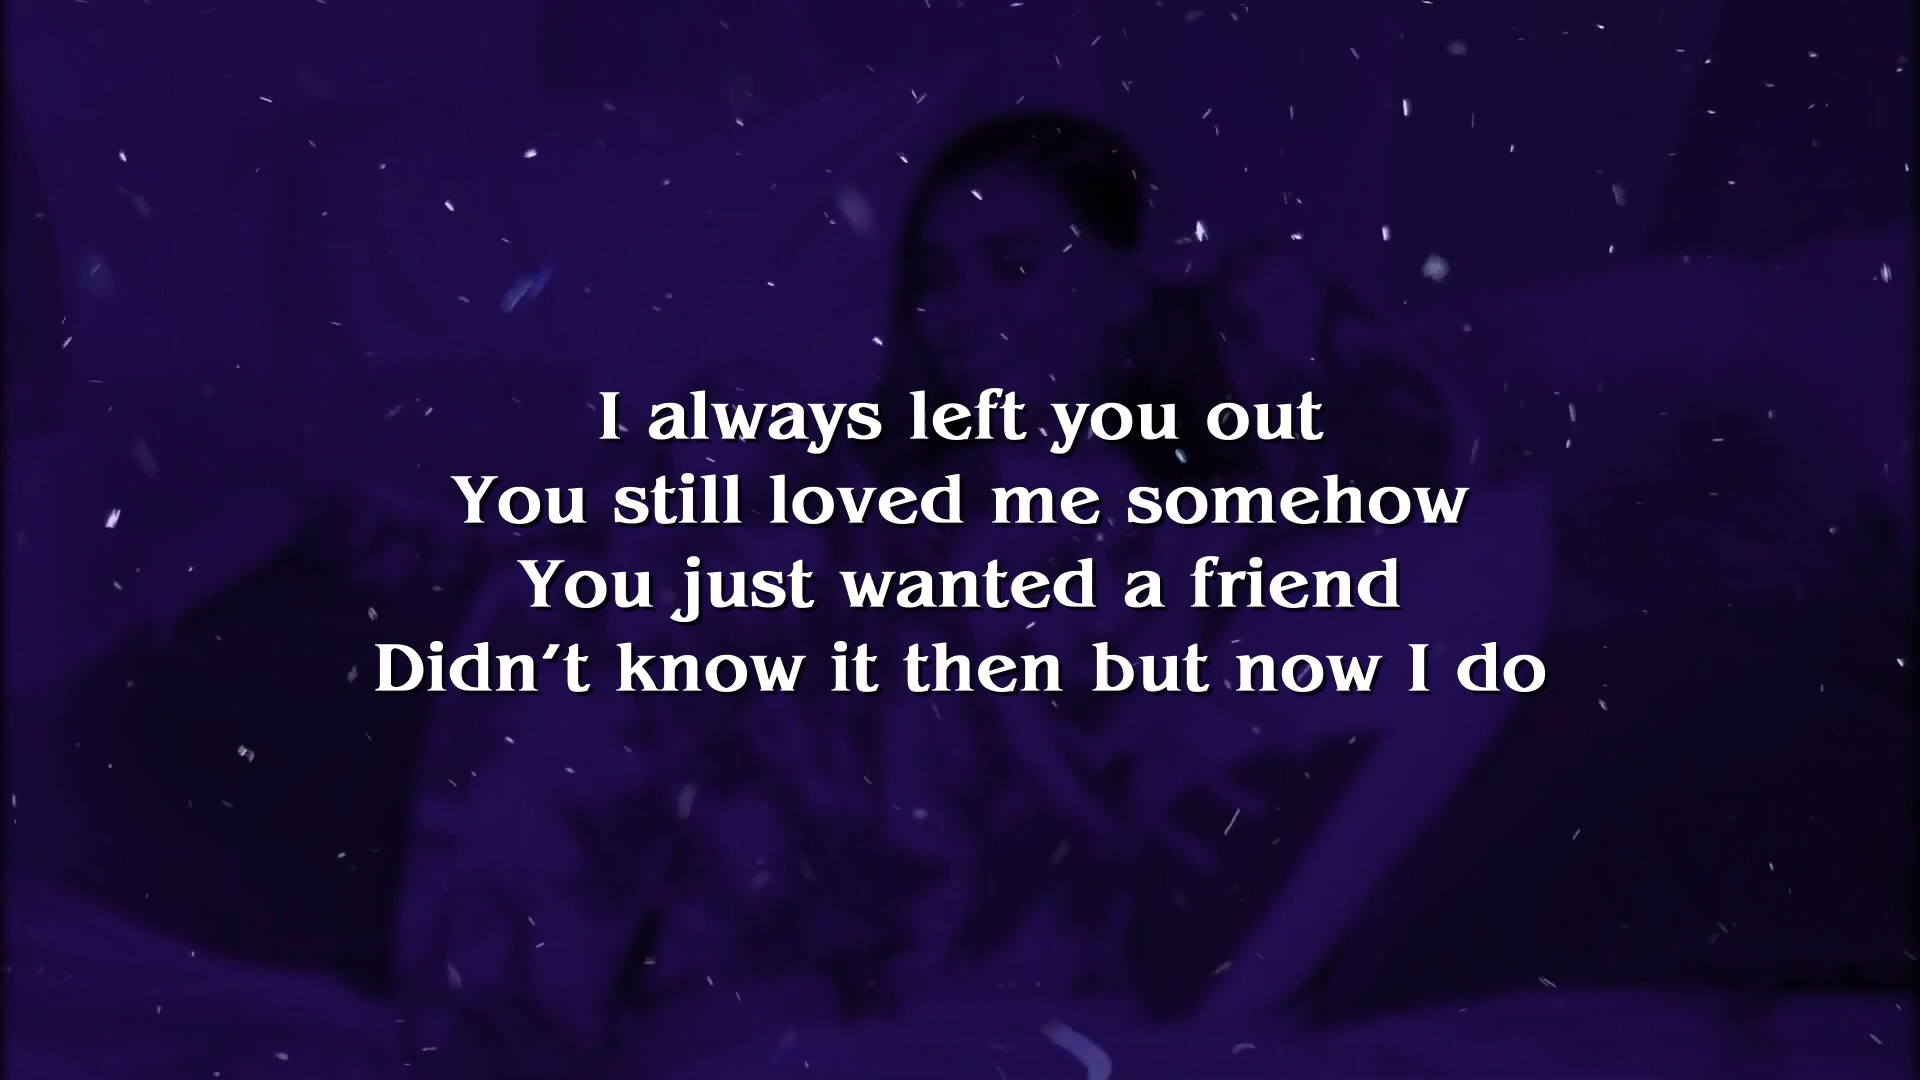 I always left you out
You still loved me somehow
You just wanted a friend
Didn't know it then but now I do